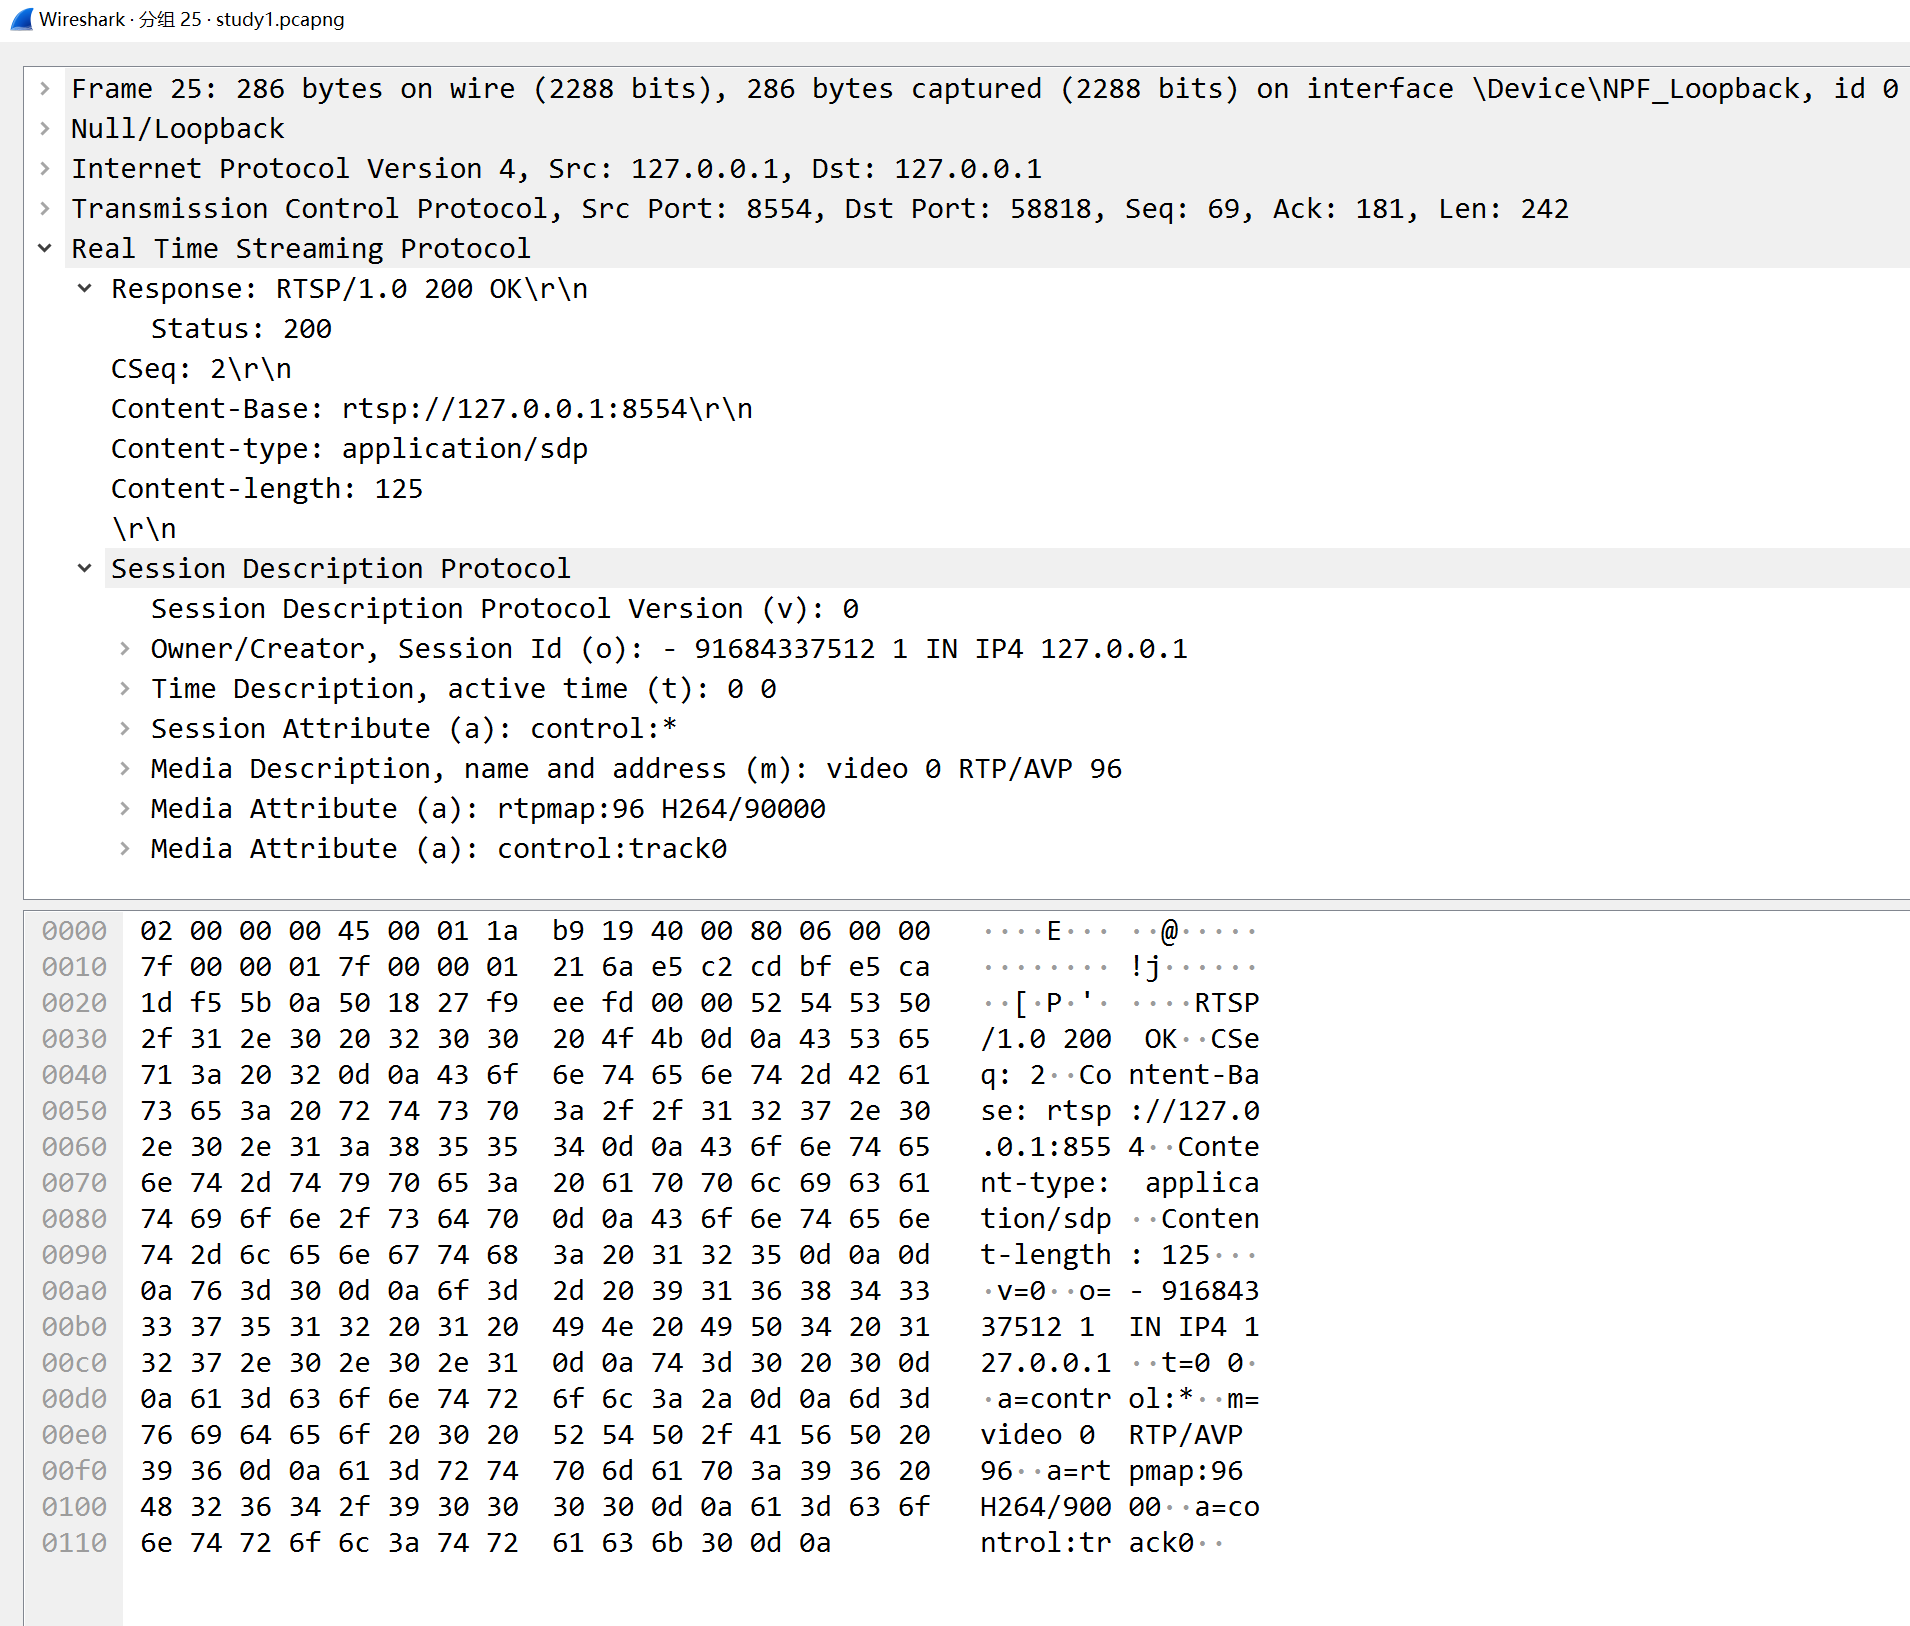 Wireshark · 分组 25 · study1.pcapng
Frame 25: 286 bytes on wire (2288 bits), 286 bytes captured (2288 bits) on interface \Device\NPF_Loopback, id 0
Null/Loopback
Internet Protocol Version 4, Src: 127.0.0.1, Dst: 127.0.0.1
Transmission Control Protocol, Src Port: 8554, Dst Port: 58818, Seq: 69, Ack: 181, Len: 242
Real Time Streaming Protocol
Response: RTSP/1.0 200 OK\r\n
Status: 200
CSeq: 2\r\n
Content-Base: rtsp://127.0.0.1:8554\r\n
Content-type: application/sdp
Content-length: 125
\r\n
Session Description Protocol
Session Description Protocol Version (v): 0
Owner/Creator, Session Id (o): - 91684337512 1 IN IP4 127.0.0.1
Time Description, active time (t): 0 0
Session Attribute (a): control:*
Media Description, name and address (m): video 0 RTP/AVP 96
Media Attribute (a): rtpmap:96 H264/90000
Media Attribute (a): control:track0
0000 02 00 00 00 45 00 01 1a b9 19 40 00 80 06 00 00 ····E··· ··@·····
0010 7f 00 00 01 7f 00 00 01 21 6a e5 c2 cd bf e5 ca ········ !j······
0020 1d f5 5b 0a 50 18 27 f9 ee fd 00 00 52 54 53 50 ··[·P·'· ····RTSP
0030 2f 31 2e 30 20 32 30 30 20 4f 4b 0d 0a 43 53 65 /1.0 200 OK··CSe
0040 71 3a 20 32 0d 0a 43 6f 6e 74 65 6e 74 2d 42 61 q: 2··Co ntent-Ba
0050 73 65 3a 20 72 74 73 70 3a 2f 2f 31 32 37 2e 30 se: rtsp ://127.0
0060 2e 30 2e 31 3a 38 35 35 34 0d 0a 43 6f 6e 74 65 .0.1:855 4··Conte
0070 6e 74 2d 74 79 70 65 3a 20 61 70 70 6c 69 63 61 nt-type: applica
0080 74 69 6f 6e 2f 73 64 70 0d 0a 43 6f 6e 74 65 6e tion/sdp ··Conten
0090 74 2d 6c 65 6e 67 74 68 3a 20 31 32 35 0d 0a 0d t-length : 125···
00a0 0a 76 3d 30 0d 0a 6f 3d 2d 20 39 31 36 38 34 33 ·v=0··o= - 916843
00b0 33 37 35 31 32 20 31 20 49 4e 20 49 50 34 20 31 37512 1 IN IP4 1
00c0 32 37 2e 30 2e 30 2e 31 0d 0a 74 3d 30 20 30 0d 27.0.0.1 ··t=0 0·
00d0 0a 61 3d 63 6f 6e 74 72 6f 6c 3a 2a 0d 0a 6d 3d ·a=contr ol:*··m=
00e0 76 69 64 65 6f 20 30 20 52 54 50 2f 41 56 50 20 video 0 RTP/AVP
00f0 39 36 0d 0a 61 3d 72 74 70 6d 61 70 3a 39 36 20 96··a=rt pmap:96
0100 48 32 36 34 2f 39 30 30 30 30 0d 0a 61 3d 63 6f H264/900 00··a=co
0110 6e 74 72 6f 6c 3a 74 72 61 63 6b 30 0d 0a ntrol:tr ack0··